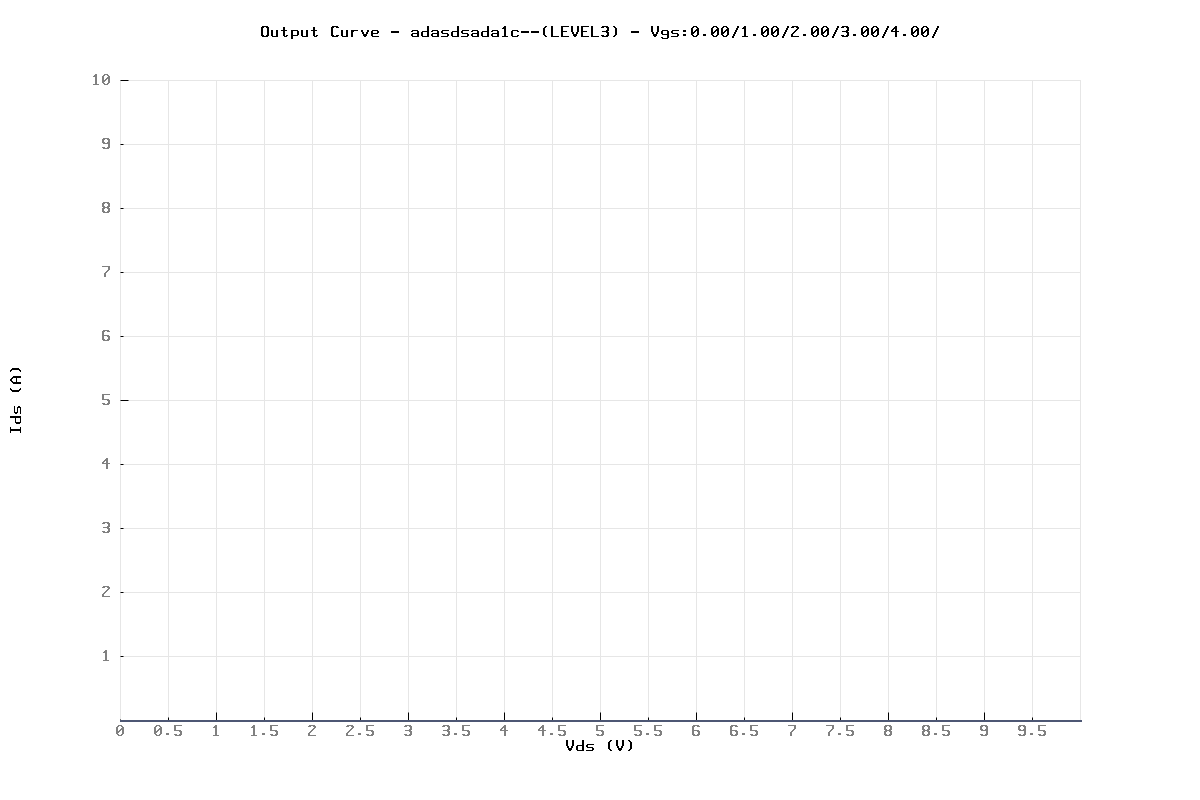 Output Curve - adasdsada1c--(LEVEL3) - Vgs:0.00/1.00/2.00/3.00/4.00/
10
9
8
7
6
5
4
3
2
1
Ids (A)
0 0.5 1 1.5 2 2.5 3 3.5 4 4.5 5 5.5 6 6.5 7 7.5 8 8.5 9 9.5
Vds (V)